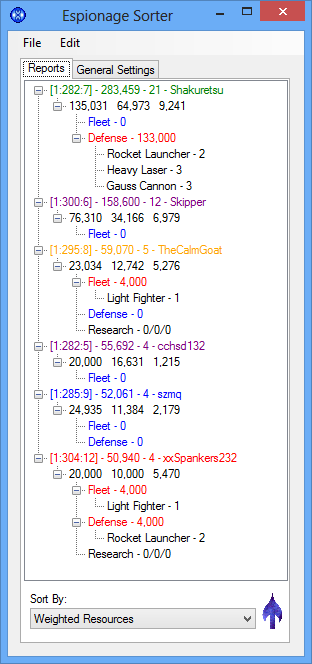 Espionage Sorter
File Edit
Reports General Settings
[1:282:7] - 283,459 - 21 - Shakuretsu
135,031 64,973 9,241
Fleet - 0
Defense - 133,000
Rocket Launcher - 2
Heavy Laser - 3
Gauss Cannon - 3
[1:300:6] - 158,600 - 12 - Skipper
76,310 34,166 6,979
Fleet - 0
[1:295:8] - 59,070 - 5 - TheCalmGoat
23,034 12,742 5,276
Fleet - 4,000
Light Fighter - 1
Defense - 0
Research - 0/0/0
[1:282:5] - 55,692 - 4 - cchsd132
20,000 16,631 1,215
Fleet - 0
[1:285:9] - 52,061 - 4 - szmq
24,935 11,384 2,179
Fleet - 0
Defense - 0
[1:304:12] - 50,940 - 4 - xxSpankers232
20,000 10,000 5,470
Fleet - 4,000
Light Fighter - 1
Defense - 4,000
Rocket Launcher - 2
Research - 0/0/0
Sort By:
Weighted Resources